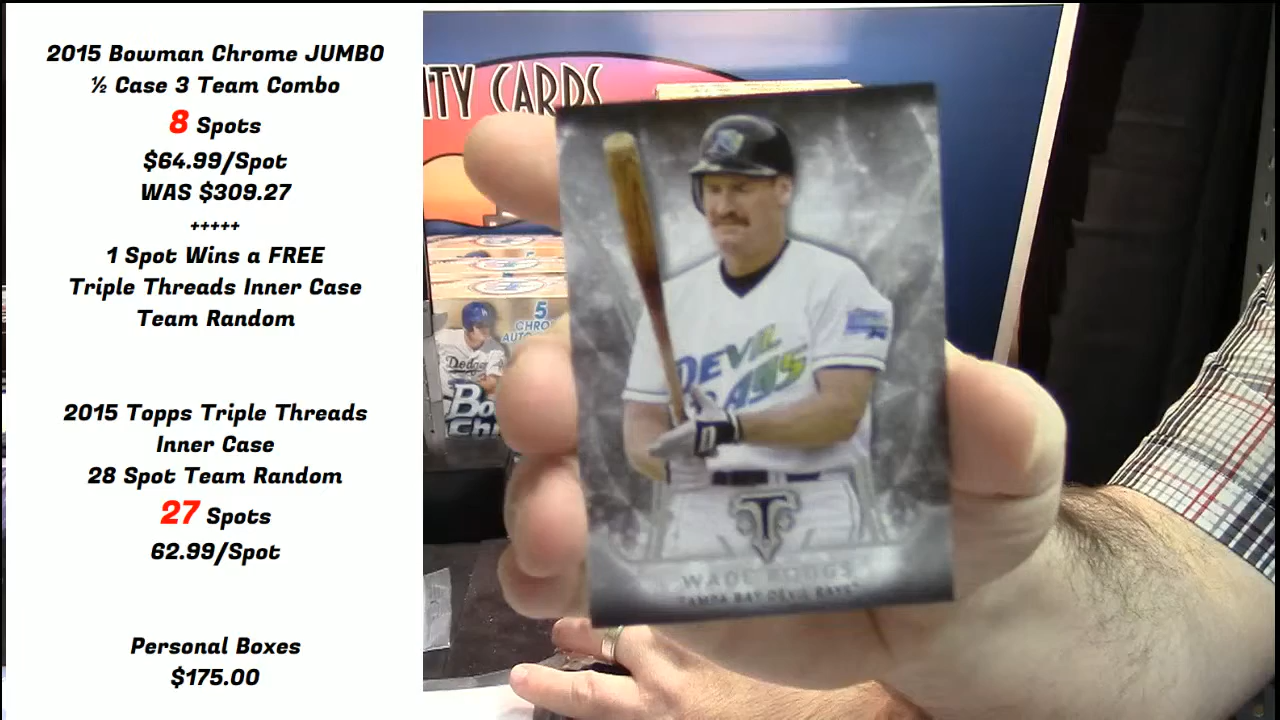 2015 Bowman Chrome JUMBO
½ Case 3 Team Combo
8 Spots
$64.99/Spot
WAS $309.27
+++++
1 Spot Wins a FREE
Triple Threads Inner Case
Team Random
2015 Topps Triple Threads
Inner Case
28 Spot Team Random
27 Spots
62.99/Spot
Personal Boxes
$175.00
ITY CARDS
5
CHRO
AUTO
Dodge
Bo
Ch
DEVIL
RAYS
WADE BOGGS
TAMPA BAY DEVIL RAYS